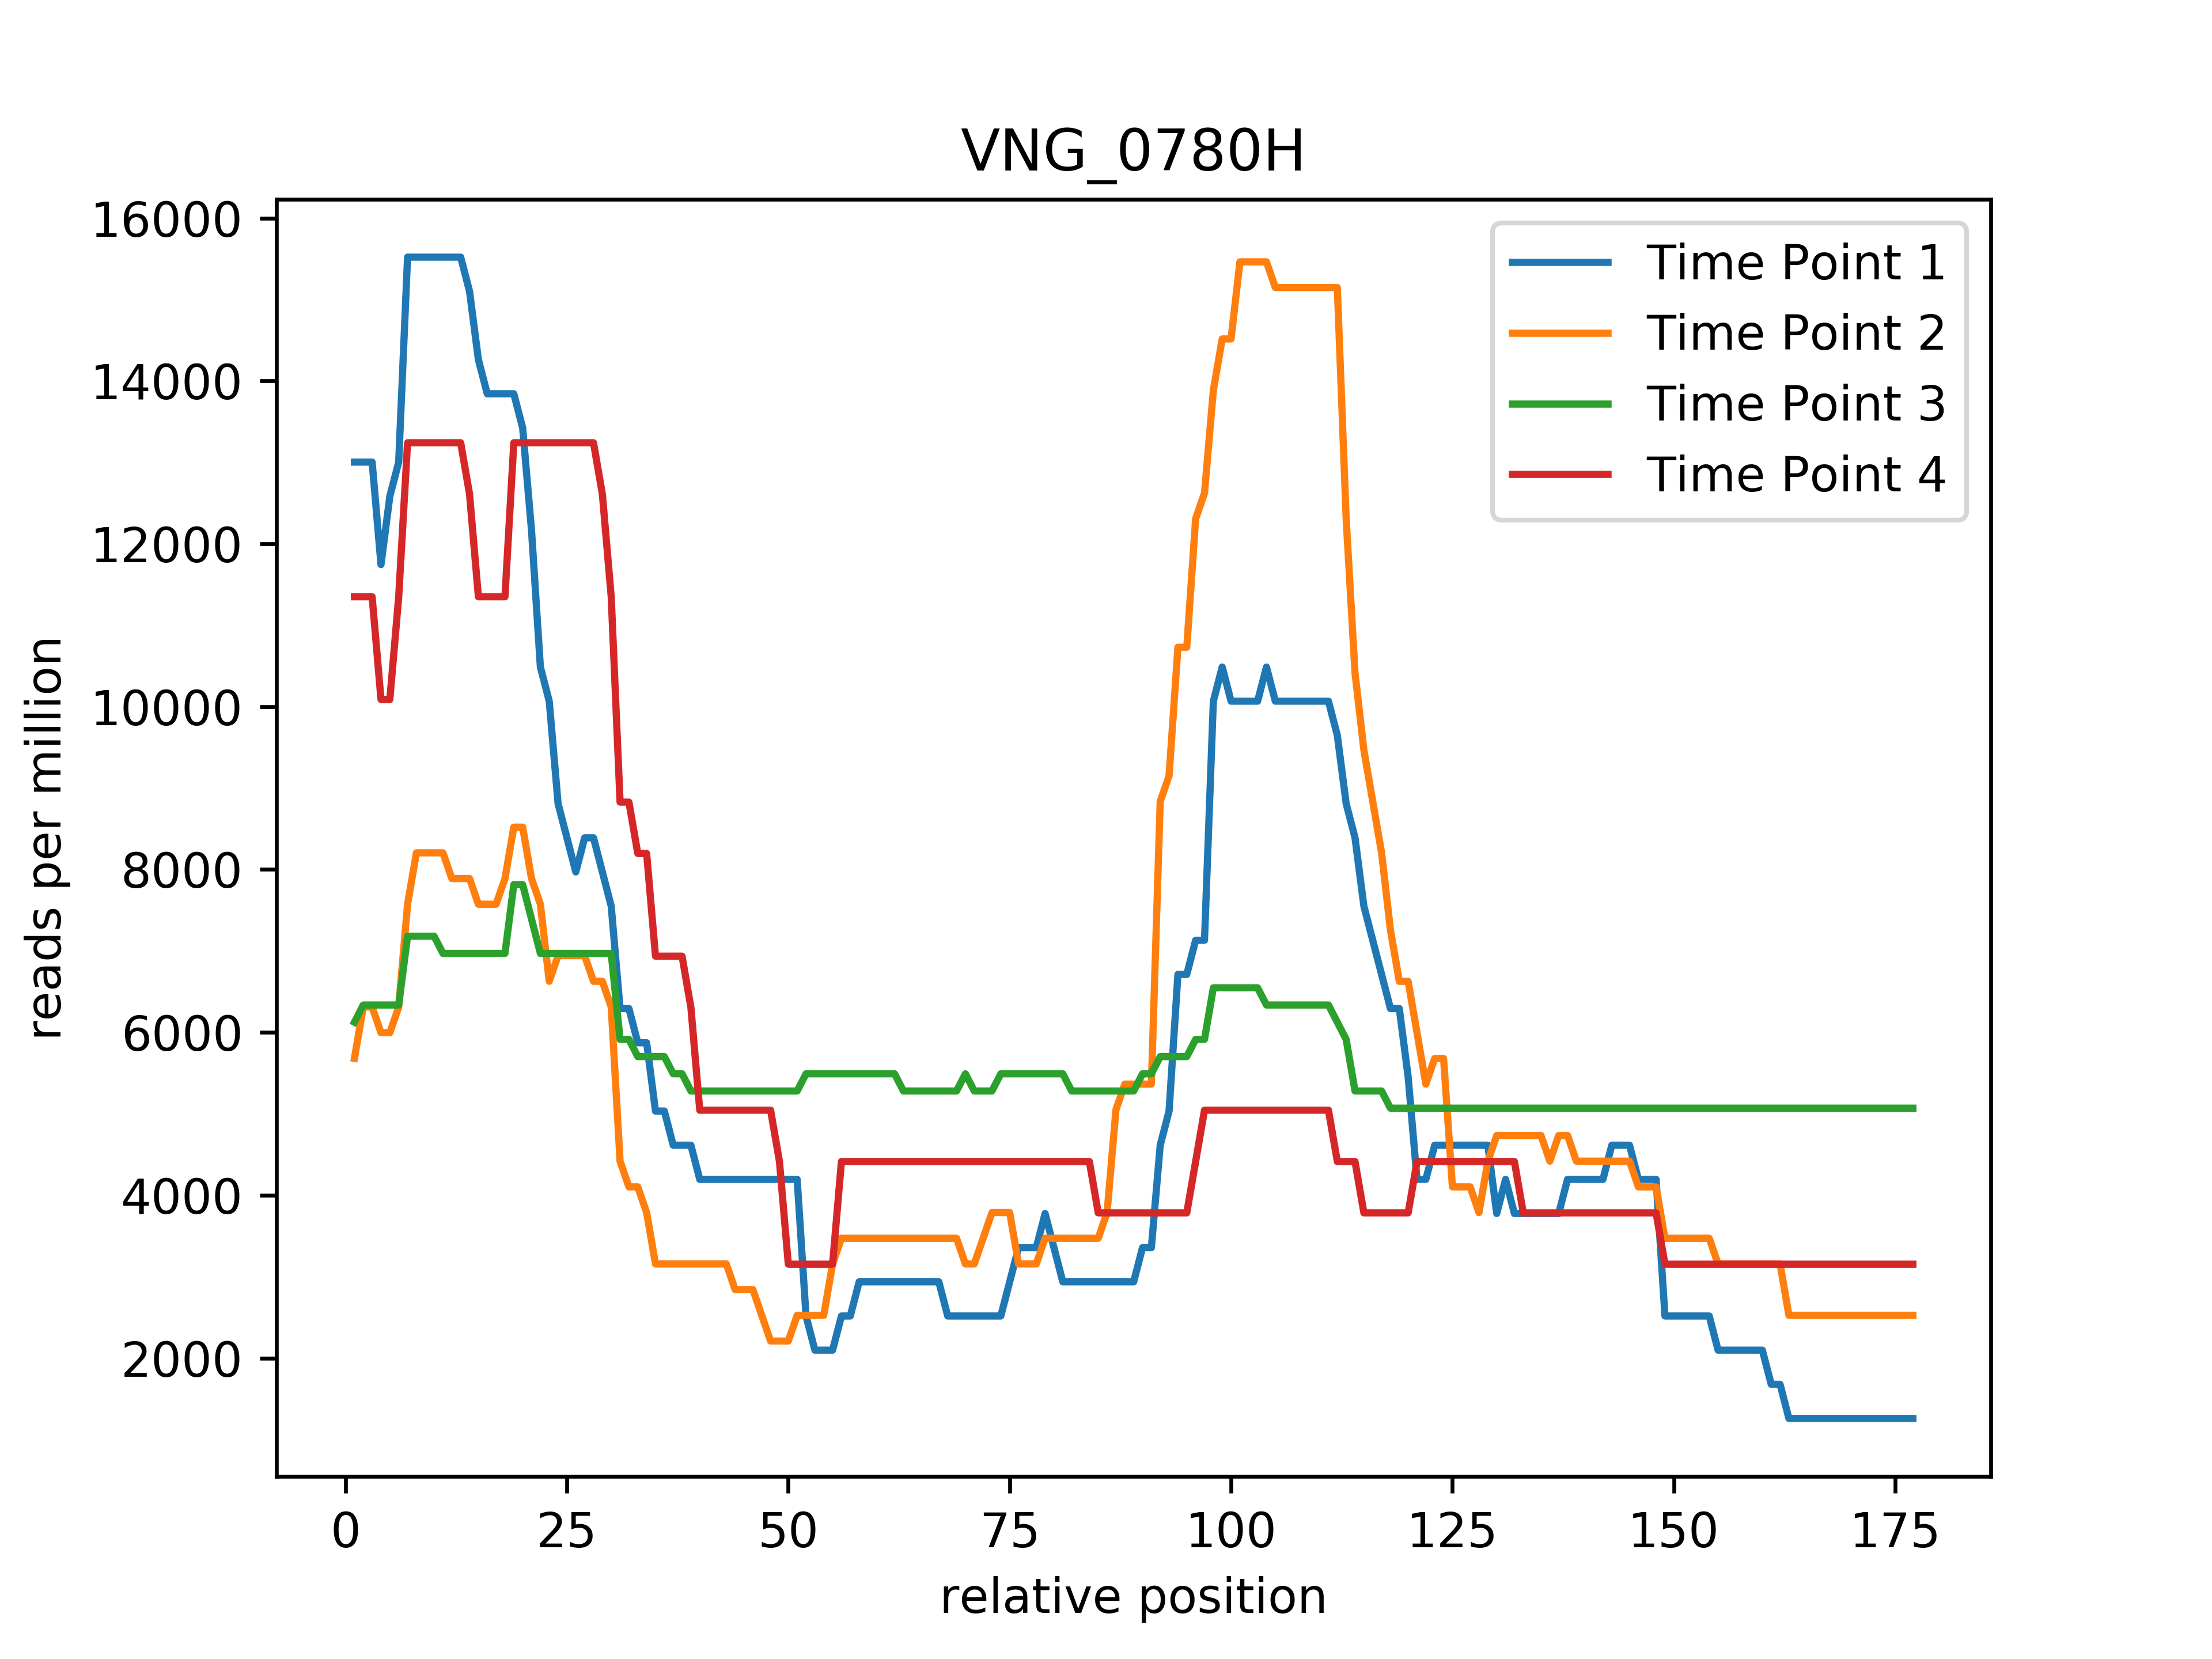 VNG_0780H
16000
14000
12000
10000
8000
6000
4000
2000
reads per million
0 25 50 75 100 125 150 175
relative position
Time Point 1
Time Point 2
Time Point 3
Time Point 4